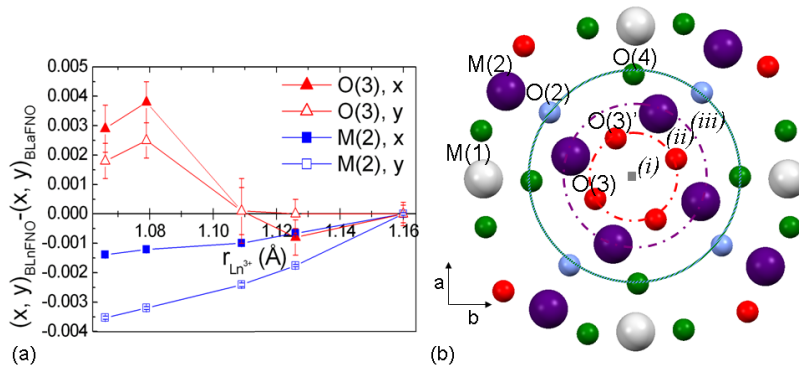 (x, y)BLnFNO-(x, y)BLaFNO
0.005
0.004
0.003
0.002
0.001
0.000
-0.001
-0.002
-0.003
-0.004
1.08
1.10
1.12
1.14
1.16
rLn3+ (Å)
O(3), x
O(3), y
M(2), x
M(2), y
(a)
M(2)
O(2)
O(4)
O(3)'
(iii)
(ii)
(i)
M(1)
O(3)
a
b
(b)